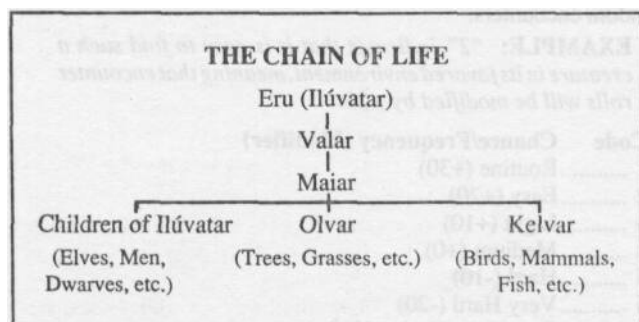 THE CHAIN OF LIFE
Eru (Ilúvatar)
Valar
Maiar
Children of Ilúvatar
(Elves, Men,
Dwarves, etc.)
Olvar
(Trees, Grasses, etc.)
Kelvar
(Birds, Mammals,
Fish, etc.)